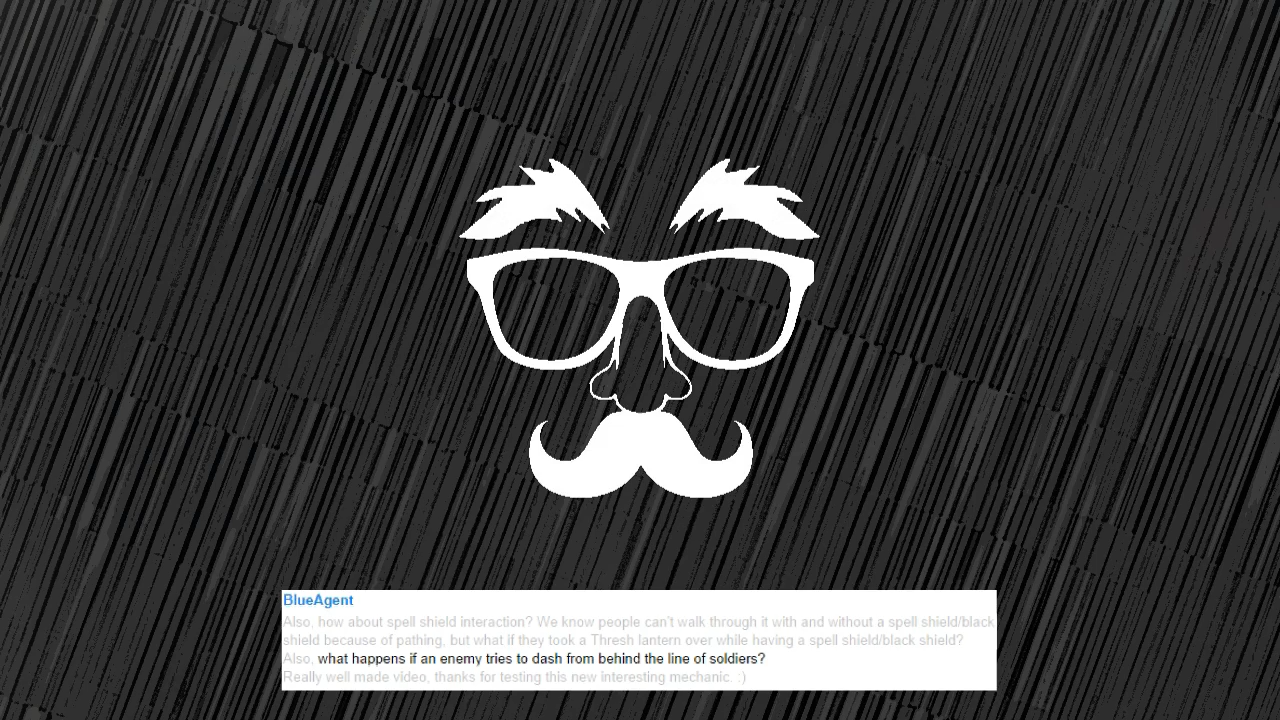 BlueAgent
Also, how about spell shield interaction? We know people can't walk through it with and without a spell shield/black
shield because of pathing, but what if they took a Thresh lantern over while having a spell shield/black shield?
Also, what happens if an enemy tries to dash from behind the line of soldiers?
Really well made video, thanks for testing this new interesting mechanic. :)